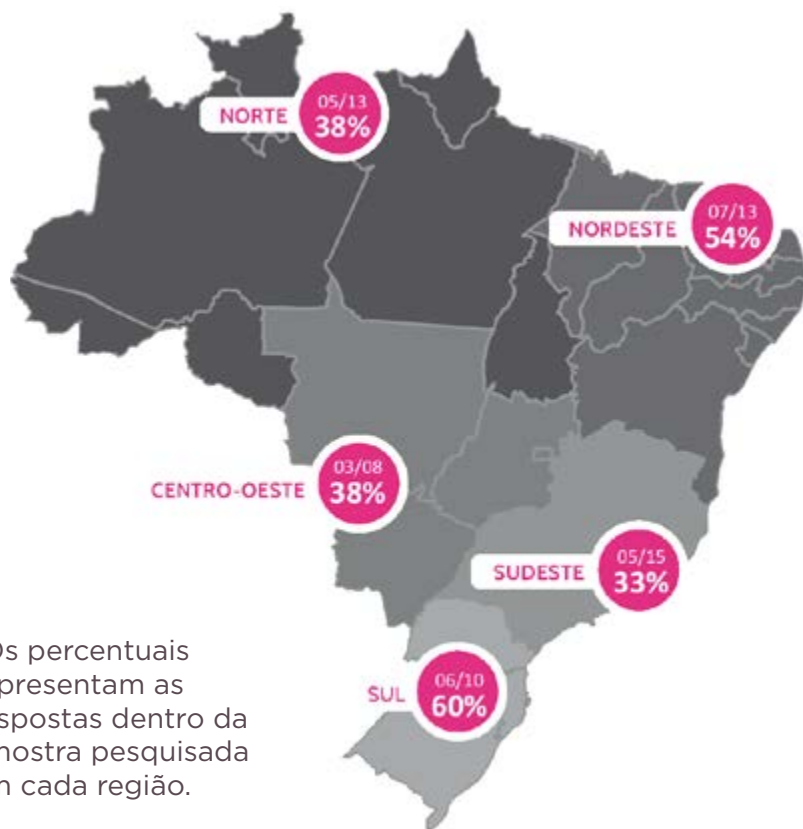 05/13
NORTE 38%
07/13
NORDESTE 54%
03/08
CENTRO-OESTE 38%
05/15
SUDESTE 33%
06/10
SUL 60%
Os percentuais
presentam as
spostas dentro da
mostra pesquisada
cada região.